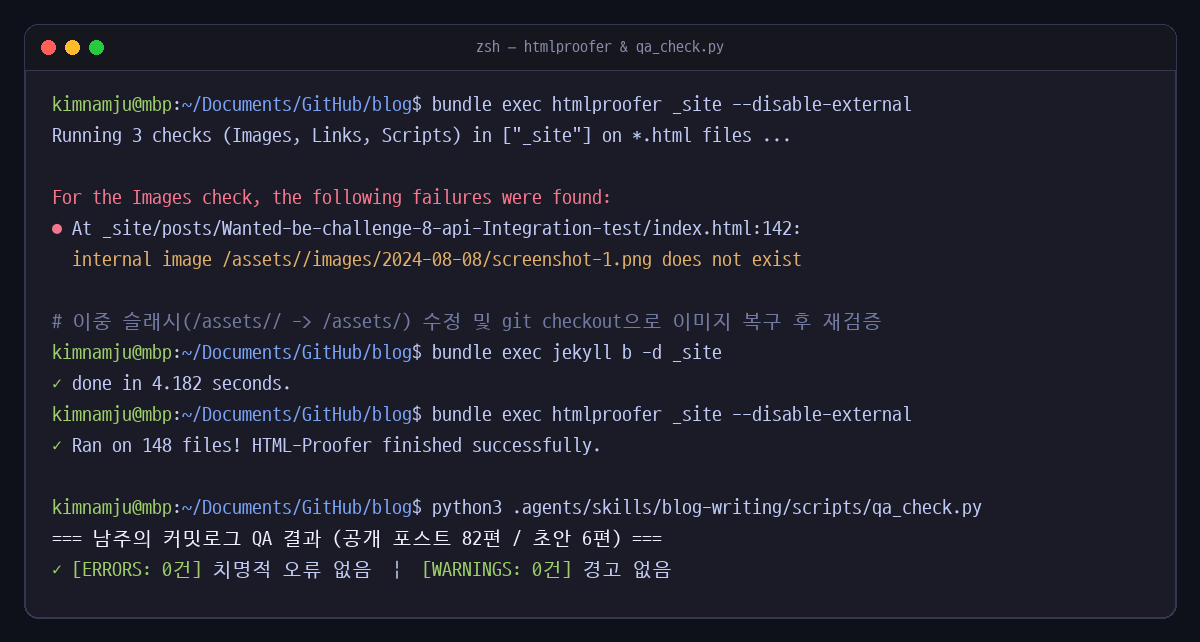 zsh — htmlproofer & qa_check.py
kimnamju@mbp:~/Documents/GitHub/blog$ bundle exec htmlproofer _site --disable-external
Running 3 checks (Images, Links, Scripts) in ["_site"] on *.html files ...
For the Images check, the following failures were found:
● At _site/posts/Wanted-be-challenge-8-api-Integration-test/index.html:142:
internal image /assets//images/2024-08-08/screenshot-1.png does not exist
# 이중 슬래시(/assets// -> /assets/) 수정 및 git checkout으로 이미지 복구 후 재검증
kimnamju@mbp:~/Documents/GitHub/blog$ bundle exec jekyll b -d _site
✓ done in 4.182 seconds.
kimnamju@mbp:~/Documents/GitHub/blog$ bundle exec htmlproofer _site --disable-external
✓ Ran on 148 files! HTML-Proofer finished successfully.
kimnamju@mbp:~/Documents/GitHub/blog$ python3 .agents/skills/blog-writing/scripts/qa_check.py
=== 남주의 커밋로그 QA 결과 (공개 포스트 82편 / 초안 6편) ===
✓ [ERRORS: 0건] 치명적 오류 없음 ¦ [WARNINGS: 0건] 경고 없음